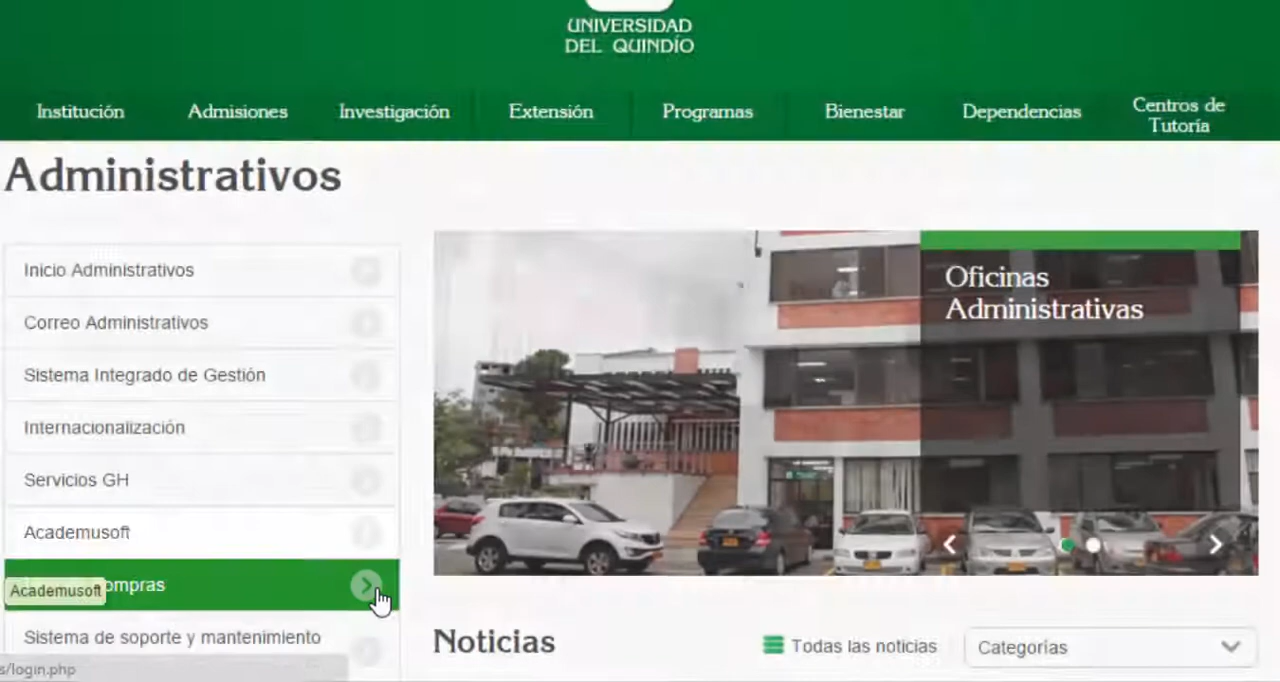 UNIVERSIDAD
DEL QUINDÍO
Institución
Admisiones
Investigación
Extensión
Programas
Bienestar
Dependencias
Centros de
Tutoría
Administrativos
Inicio Administrativos
Correo Administrativos
Sistema Integrado de Gestión
Internacionalización
Servicios GH
Academusoft
Academusoft
ompras
Sistema de soporte y mantenimiento
s/login.php
Oficinas
Administrativas
Noticias
Todas las noticias
Categorías